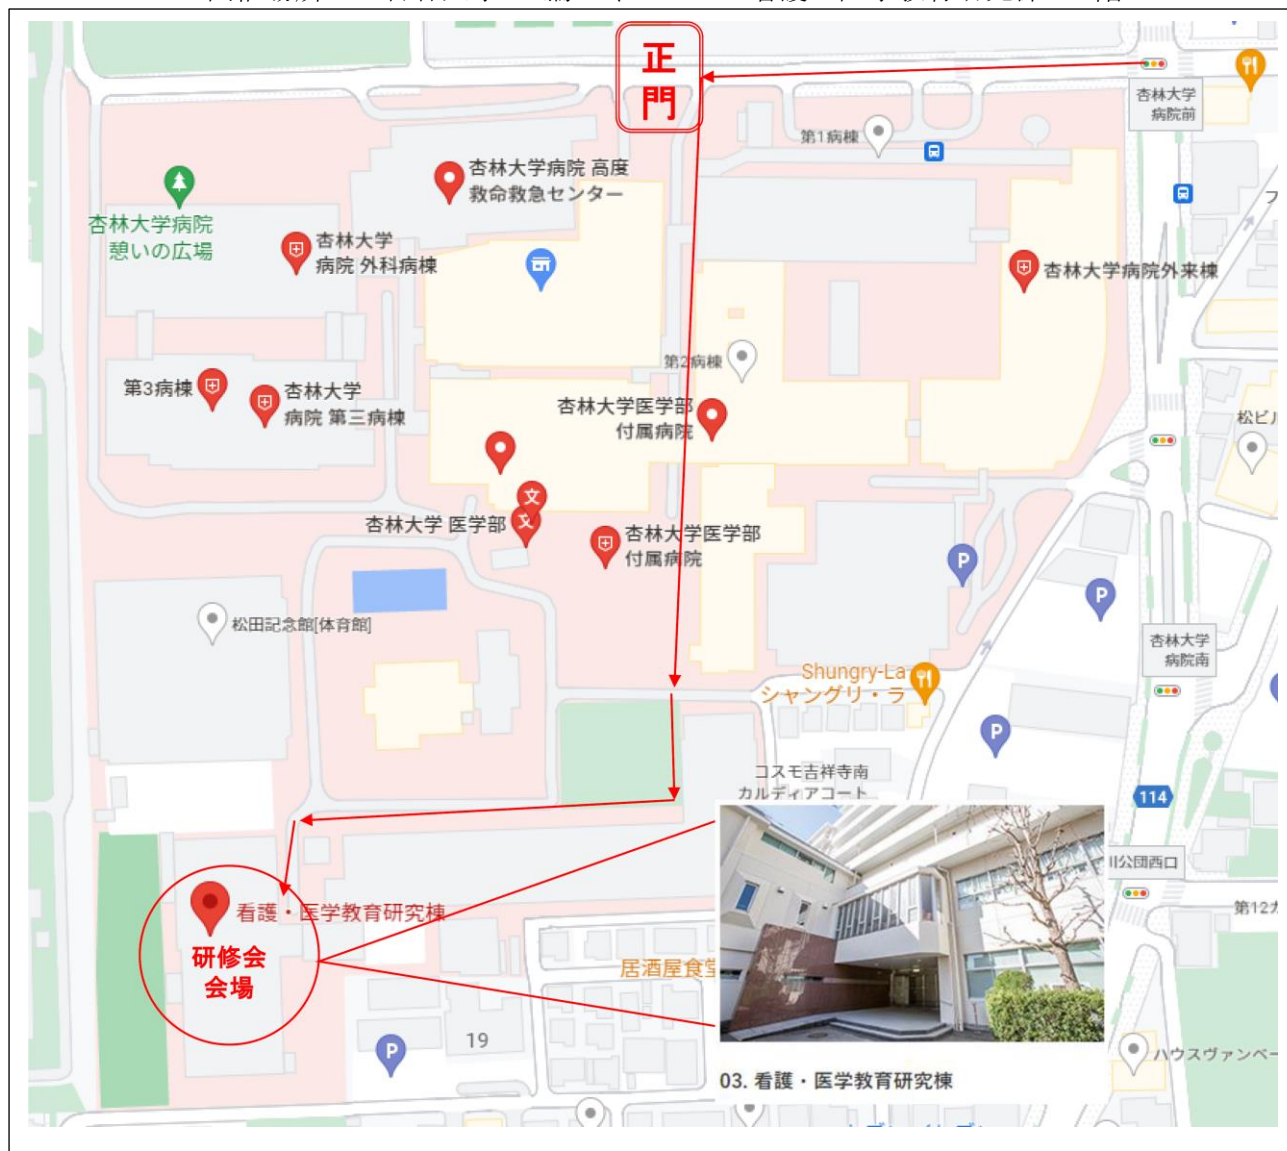 正
門
杏林大学
病院前
第1病棟
杏林大学病院 高度
救命救急センター
杏林大学病院
憩いの広場
杏林大学
病院 外科病棟
杏林大学病院外来棟
第2病棟
第3病棟
杏林大学
病院 第三病棟
杏林大学医学部
付属病院
松ビル
杏林大学 医学部
杏林大学医学部
付属病院
P
P
松田記念館[体育館]
杏林大学
病院南
Shungry-La
シャングリ・ラ
P
コスモ吉祥寺南
カルディアコート
114
川公団西口
看護・医学教育研究棟
第12
研修会
会場
居酒屋食堂
19
P
ハウスヴァンベー
03. 看護・医学教育研究棟